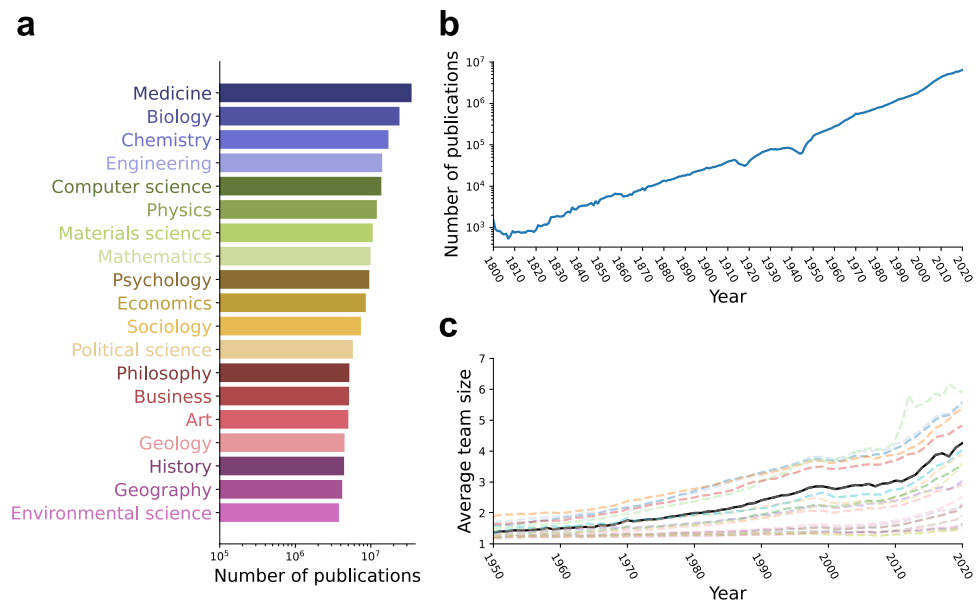 a
Medicine
Biology
Chemistry
Engineering
Computer science
Physics
Materials science
Mathematics
Psychology
Economics
Sociology
Political science
Philosophy
Business
Art
Geology
History
Geography
Environmental science
10⁵ 10⁶ 10⁷
Number of publications
b
Number of publications
10⁷
10⁶
10⁵
10⁴
10³
1800 1810 1820 1830 1840 1850 1860 1870 1880 1890 1900 1910 1920 1930 1940 1950 1960 1970 1980 1990 2000 2010 2020
Year
c
Average team size
7
6
5
4
3
2
1
1950 1960 1970 1980 1990 2000 2010 2020
Year